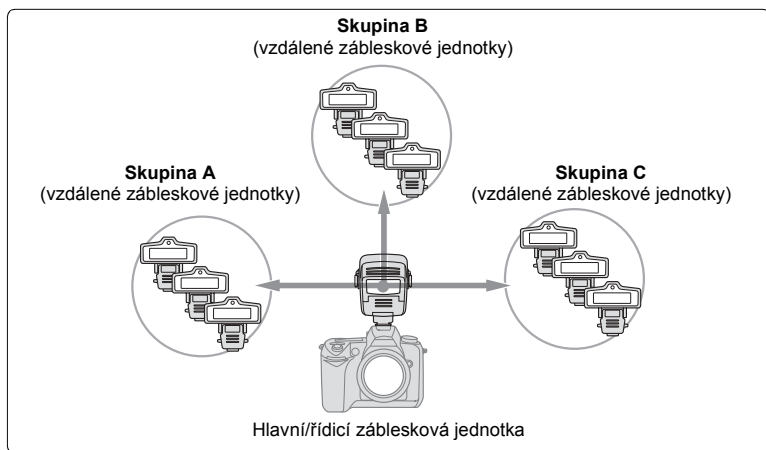 Skupina B
(vzdálené zábleskové jednotky)
Skupina A
(vzdálené zábleskové jednotky)
Skupina C
(vzdálené zábleskové jednotky)
Hlavní/řídicí záblesková jednotka